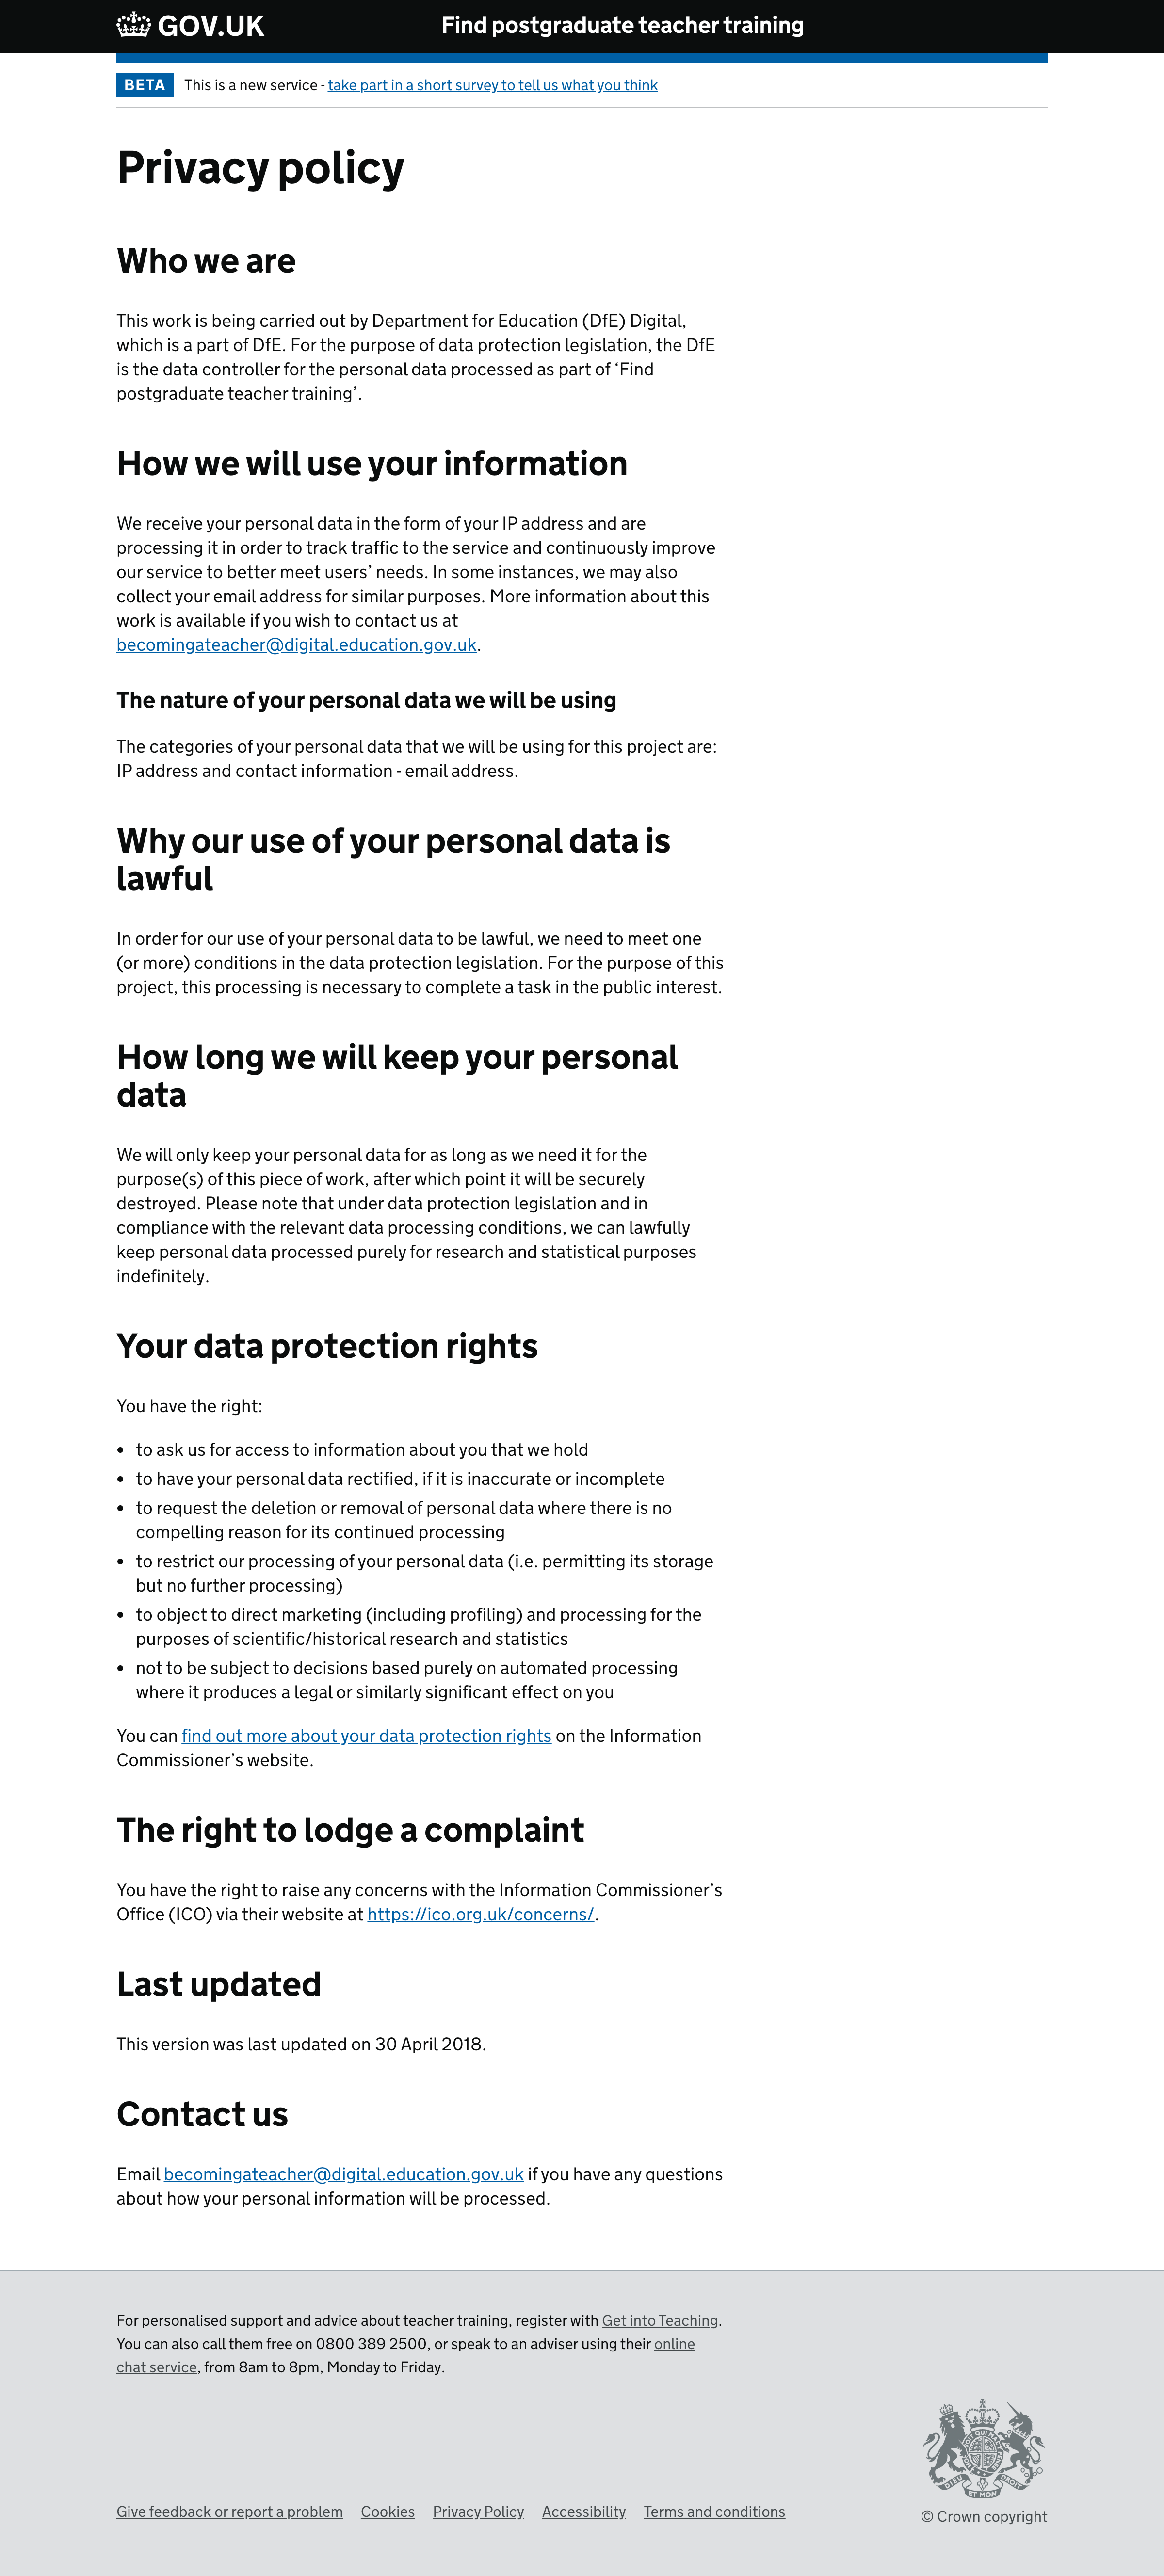 GOV.UK
Find postgraduate teacher training
BETA
This is a new service - take part in a short survey to tell us what you think
Privacy policy
Who we are
This work is being carried out by Department for Education (DfE) Digital,
which is a part of DfE. For the purpose of data protection legislation, the DfE
is the data controller for the personal data processed as part of ‘Find
postgraduate teacher training’.
How we will use your information
We receive your personal data in the form of your IP address and are
processing it in order to track traffic to the service and continuously improve
our service to better meet users’ needs. In some instances, we may also
collect your email address for similar purposes. More information about this
work is available if you wish to contact us at
becomingateacher@digital.education.gov.uk.
The nature of your personal data we will be using
The categories of your personal data that we will be using for this project are:
IP address and contact information - email address.
Why our use of your personal data is
lawful
In order for our use of your personal data to be lawful, we need to meet one
(or more) conditions in the data protection legislation. For the purpose of this
project, this processing is necessary to complete a task in the public interest.
How long we will keep your personal
data
We will only keep your personal data for as long as we need it for the
purpose(s) of this piece of work, after which point it will be securely
destroyed. Please note that under data protection legislation and in
compliance with the relevant data processing conditions, we can lawfully
keep personal data processed purely for research and statistical purposes
indefinitely.
Your data protection rights
You have the right:
• to ask us for access to information about you that we hold
• to have your personal data rectified, if it is inaccurate or incomplete
• to request the deletion or removal of personal data where there is no
compelling reason for its continued processing
• to restrict our processing of your personal data (i.e. permitting its storage
but no further processing)
• to object to direct marketing (including profiling) and processing for the
purposes of scientific/historical research and statistics
• not to be subject to decisions based purely on automated processing
where it produces a legal or similarly significant effect on you
You can find out more about your data protection rights on the Information
Commissioner’s website.
The right to lodge a complaint
You have the right to raise any concerns with the Information Commissioner’s
Office (ICO) via their website at https://ico.org.uk/concerns/.
Last updated
This version was last updated on 30 April 2018.
Contact us
Email becomingateacher@digital.education.gov.uk if you have any questions
about how your personal information will be processed.
For personalised support and advice about teacher training, register with Get into Teaching.
You can also call them free on 0800 389 2500, or speak to an adviser using their online
chat service, from 8am to 8pm, Monday to Friday.
DIEU ET MON DROIT
Give feedback or report a problem Cookies Privacy Policy Accessibility Terms and conditions
© Crown copyright